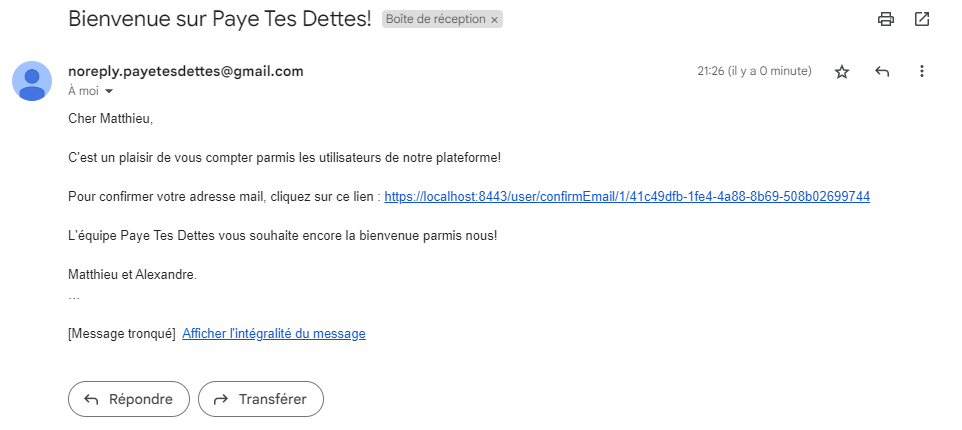 Bienvenue sur Paye Tes Dettes! Boîte de réception ×
noreply.payetesdettes@gmail.com 21:26 (il y a 0 minute)
À moi
Cher Matthieu,
C'est un plaisir de vous compter parmis les utilisateurs de notre plateforme!
Pour confirmer votre adresse mail, cliquez sur ce lien : https://localhost:8443/user/confirmEmail/1/41c49dfb-1fe4-4a88-8b69-508b02699744
L'équipe Paye Tes Dettes vous souhaite encore la bienvenue parmis nous!
Matthieu et Alexandre.
...
[Message tronqué] Afficher l'intégralité du message
Répondre Transférer